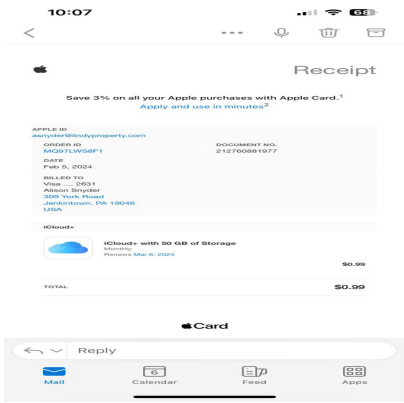 10:07
68
Receipt
Save 3% on all your Apple purchases with Apple Card.¹
Apply and use in minutes²
APPLE ID
asnyder@lindyproperty.com
ORDER ID
MQ97LWS8F1
DOCUMENT NO.
212760881977
DATE
Feb 5, 2024
BILLED TO
Visa .... 2631
Alison Snyder
309 York Road
Jenkintown, PA 19046
USA
iCloud+
iCloud+ with 50 GB of Storage
Monthly
Renews Mar 6, 2024
$0.99
TOTAL
$0.99
Card
Reply
Mail
6
Calendar
Feed
Apps